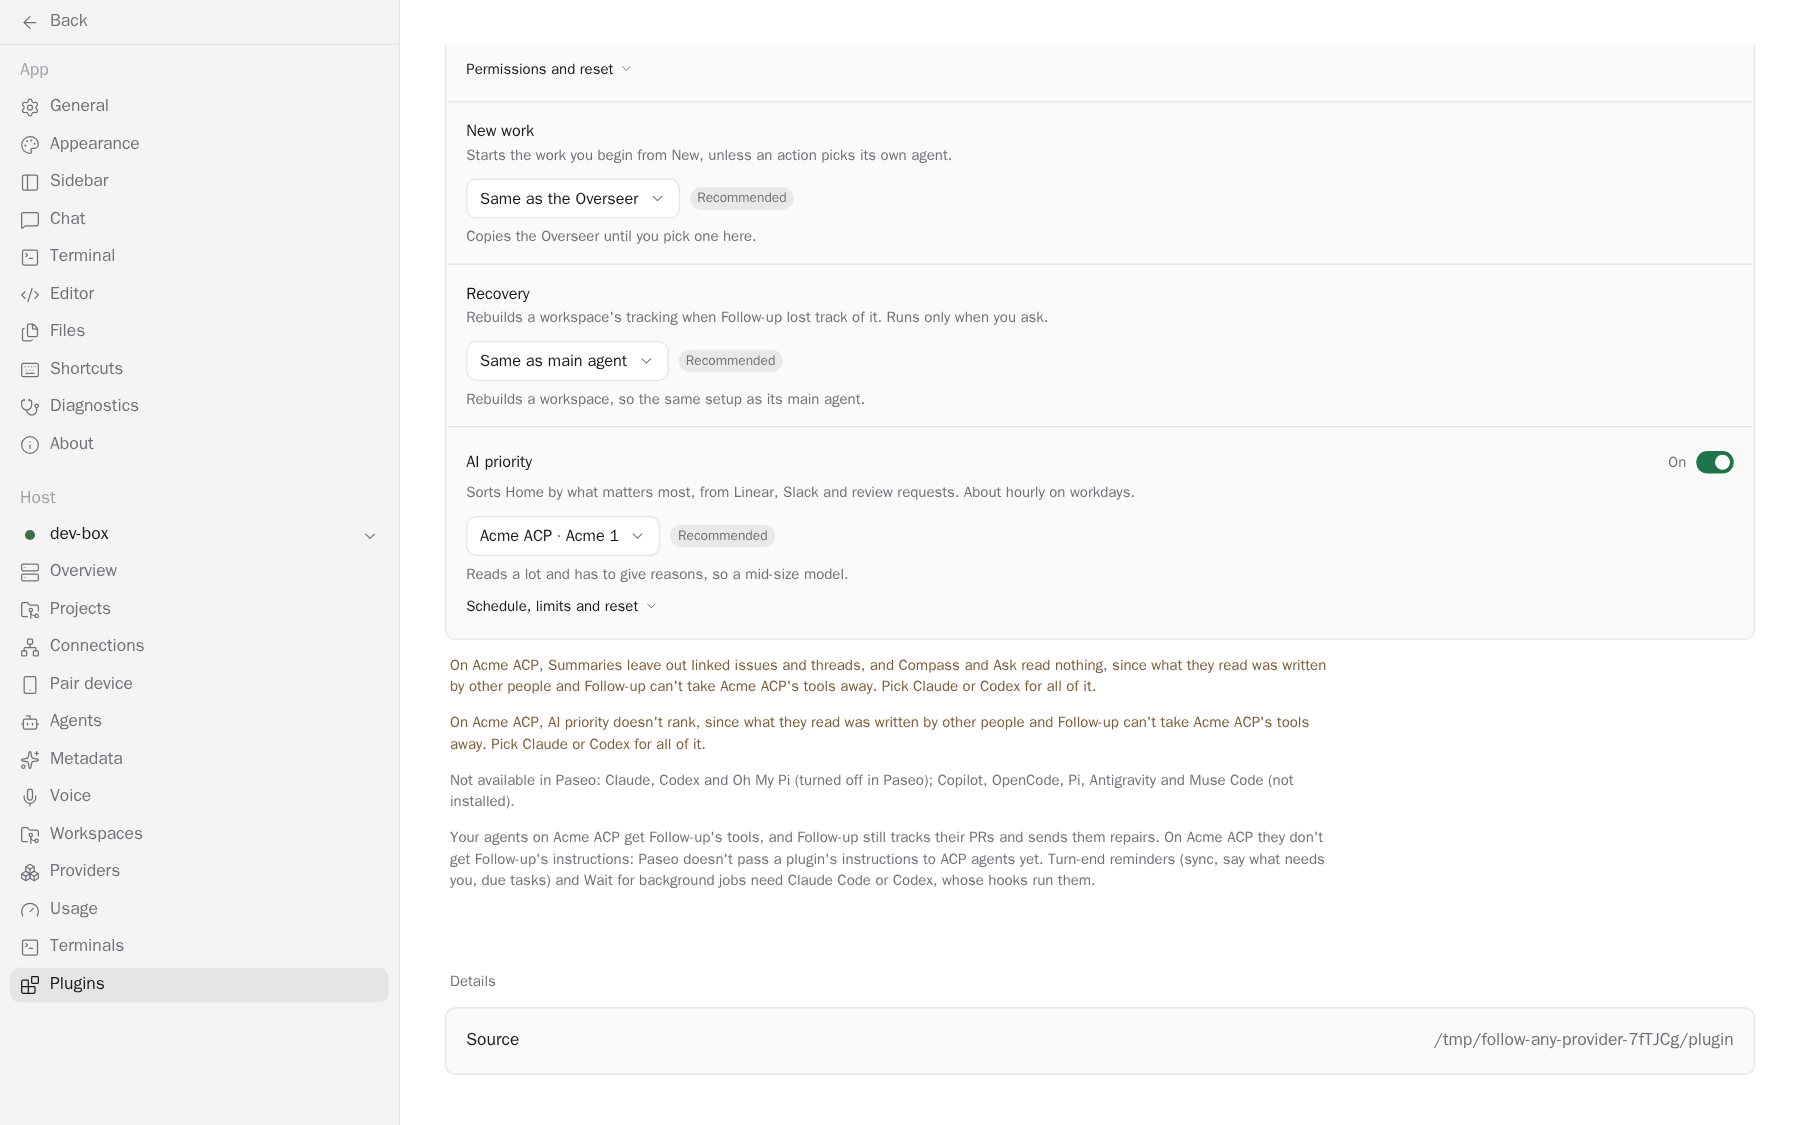 Back
App
General
Appearance
Sidebar
Chat
Terminal
Editor
Files
Shortcuts
Diagnostics
About
Host
dev-box
Overview
Projects
Connections
Pair device
Agents
Metadata
Voice
Workspaces
Providers
Usage
Terminals
Plugins
Permissions and reset
New work
Starts the work you begin from New, unless an action picks its own agent.
Same as the Overseer
Recommended
Copies the Overseer until you pick one here.
Recovery
Rebuilds a workspace's tracking when Follow-up lost track of it. Runs only when you ask.
Same as main agent
Recommended
Rebuilds a workspace, so the same setup as its main agent.
AI priority
On
Sorts Home by what matters most, from Linear, Slack and review requests. About hourly on workdays.
Acme ACP · Acme 1
Recommended
Reads a lot and has to give reasons, so a mid-size model.
Schedule, limits and reset
On Acme ACP, Summaries leave out linked issues and threads, and Compass and Ask read nothing, since what they read was written
by other people and Follow-up can't take Acme ACP's tools away. Pick Claude or Codex for all of it.
On Acme ACP, AI priority doesn't rank, since what they read was written by other people and Follow-up can't take Acme ACP's tools
away. Pick Claude or Codex for all of it.
Not available in Paseo: Claude, Codex and Oh My Pi (turned off in Paseo); Copilot, OpenCode, Pi, Antigravity and Muse Code (not
installed).
Your agents on Acme ACP get Follow-up's tools, and Follow-up still tracks their PRs and sends them repairs. On Acme ACP they don't
get Follow-up's instructions: Paseo doesn't pass a plugin's instructions to ACP agents yet. Turn-end reminders (sync, say what needs
you, due tasks) and Wait for background jobs need Claude Code or Codex, whose hooks run them.
Details
Source
/tmp/follow-any-provider-7fTJCg/plugin